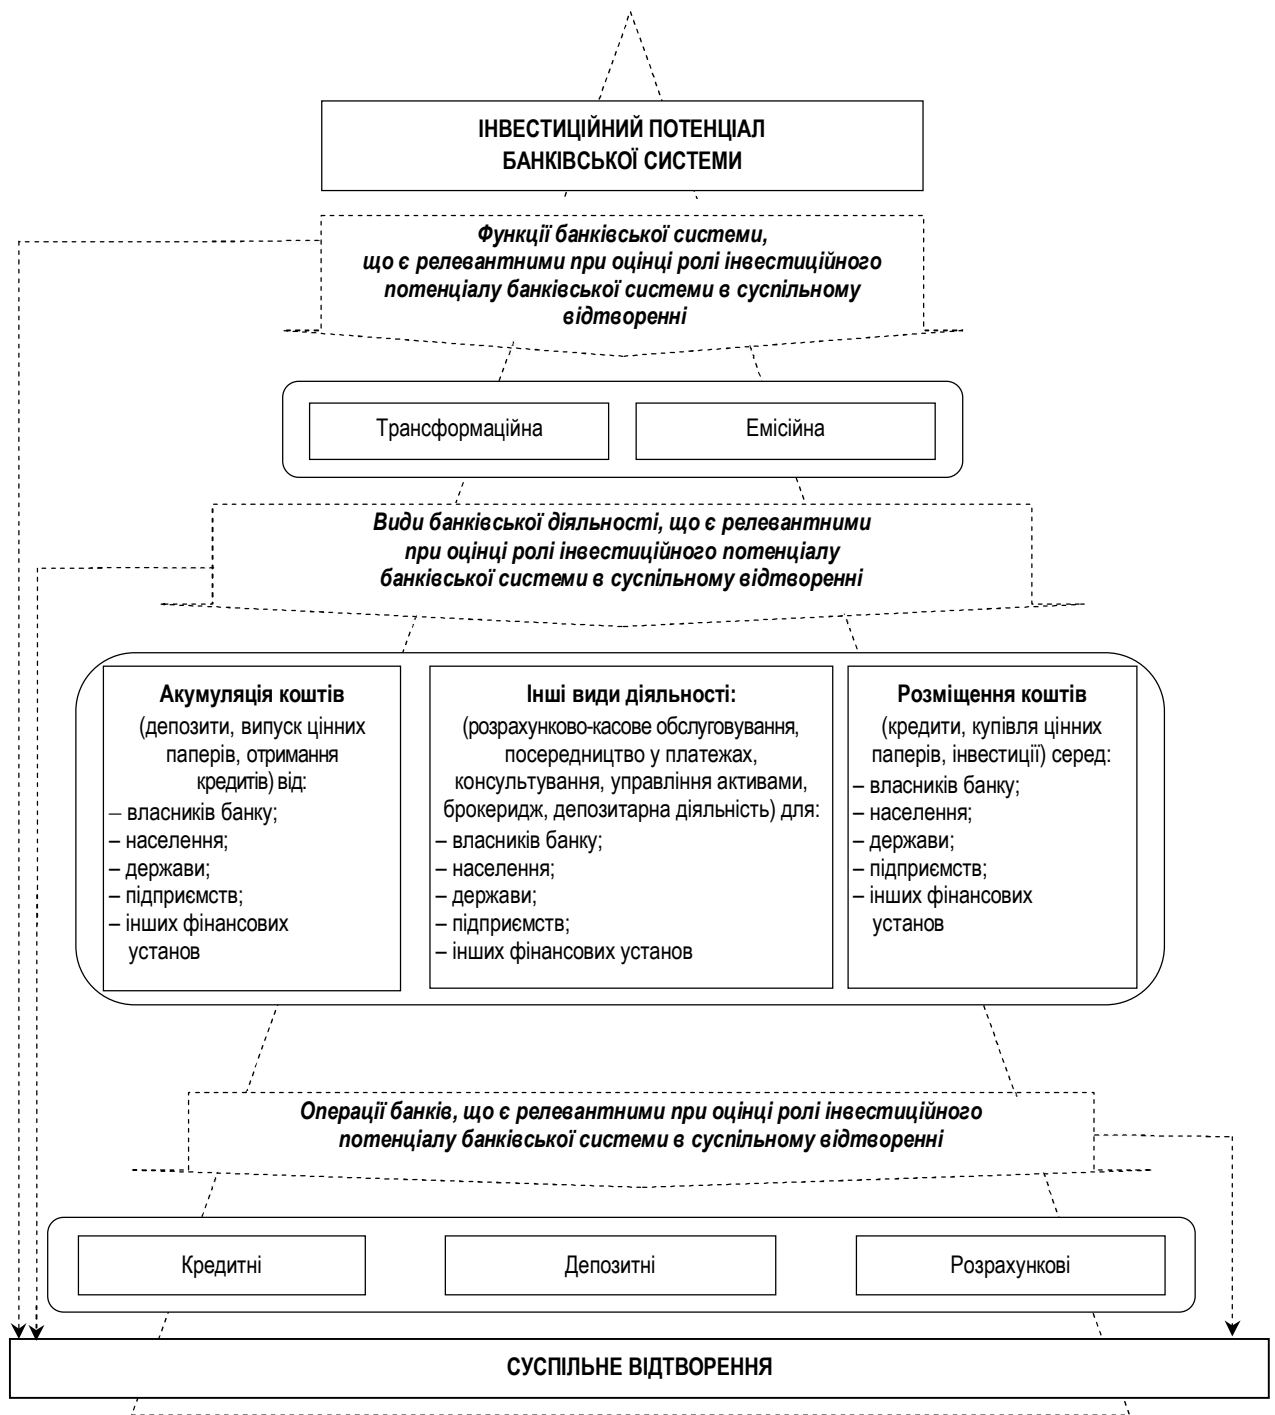 ІНВЕСТИЦІЙНИЙ ПОТЕНЦІАЛ
БАНКІВСЬКОЇ СИСТЕМИ
Функції банківської системи,
що є релевантними при оцінці ролі інвестиційного
потенціалу банківської системи в суспільному
відтворенні
Трансформаційна
Емісійна
Види банківської діяльності, що є релевантними
при оцінці ролі інвестиційного потенціалу
банківської системи в суспільному відтворенні
Акумуляція коштів
(депозити, випуск цінних
паперів, отримання
кредитів) від:
– власників банку;
– населення;
– держави;
– підприємств;
– інших фінансових
установ
Інші види діяльності:
(розрахунково-касове обслуговування,
посередництво у платежах,
консультування, управління активами,
брокеридж, депозитарна діяльність) для:
– власників банку;
– населення;
– держави;
– підприємств;
– інших фінансових установ
Розміщення коштів
(кредити, купівля цінних
паперів, інвестиції) серед:
– власників банку;
– населення;
– держави;
– підприємств;
– інших фінансових
установ
Операції банків, що є релевантними при оцінці ролі інвестиційного
потенціалу банківської системи в суспільному відтворенні
Кредитні
Депозитні
Розрахункові
СУСПІЛЬНЕ ВІДТВОРЕННЯ